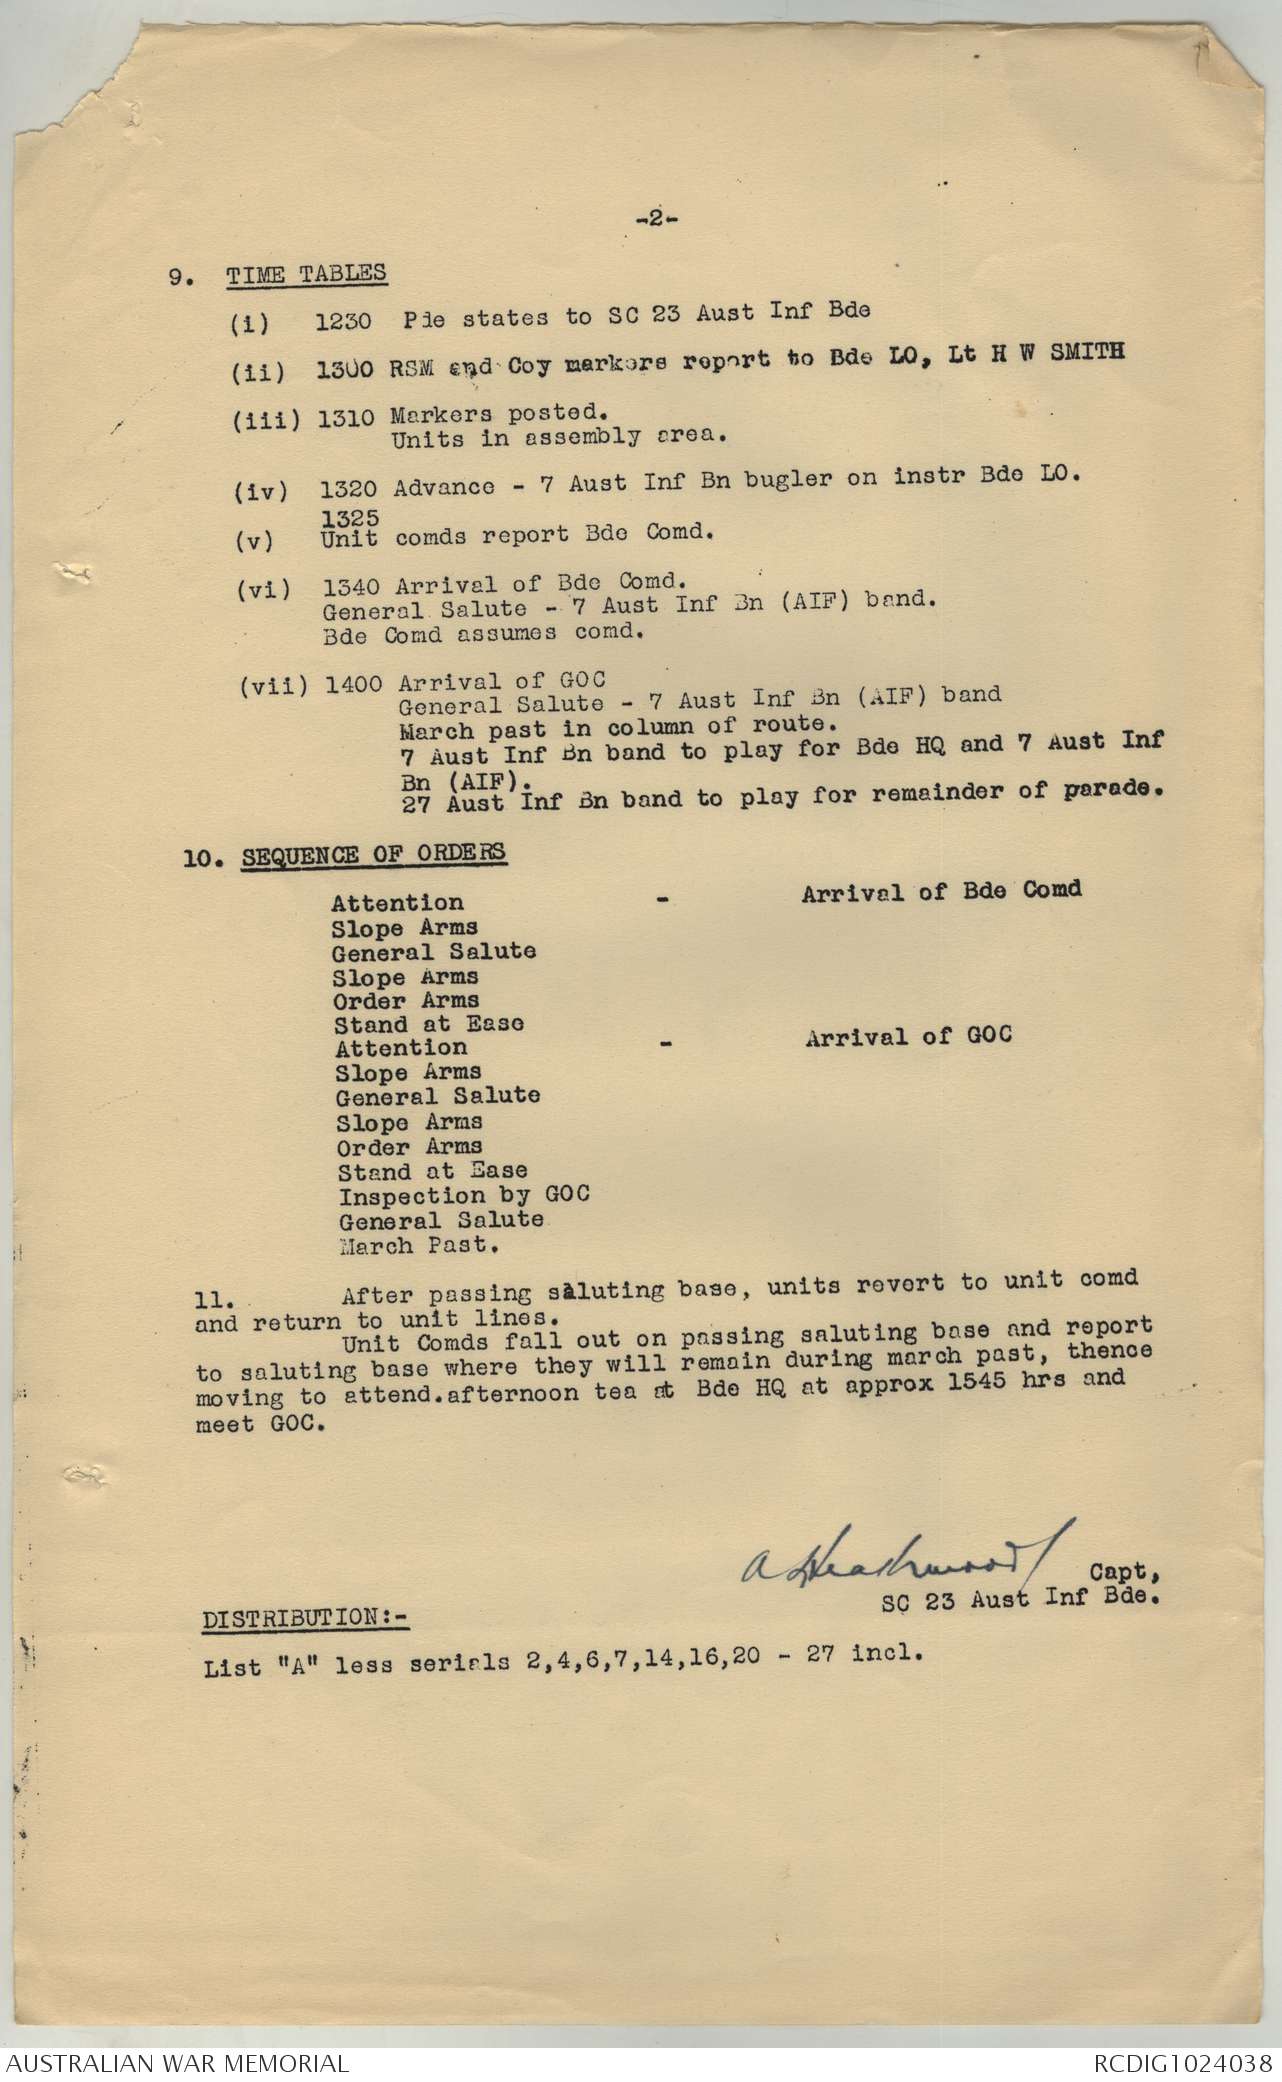 -2-
9. TIME TABLES
(i) 1230 Pde states to SC 23 Aust Inf Bde
(ii) 1300 RSM and Coy markers report to Bde LO, Lt H W SMITH
(iii) 1310 Markers posted.
Units in assembly area.
(iv) 1320 Advance - 7 Aust Inf Bn bugler on instr Bde LO.
1325
(v) Unit comds report Bde Comd.
(vi) 1340 Arrival of Bde Comd.
General Salute - 7 Aust Inf Bn (AIF) band.
Bde Comd assumes comd.
(vii) 1400 Arrival of GOC
General Salute - 7 Aust Inf Bn (AIF) band
March past in column of route.
7 Aust Inf Bn band to play for Bde HQ and 7 Aust Inf
Bn (AIF).
27 Aust Inf Bn band to play for remainder of parade.
10. SEQUENCE OF ORDERS
Attention - Arrival of Bde Comd
Slope Arms
General Salute
Slope Arms
Order Arms
Stand at Ease
Attention - Arrival of GOC
Slope Arms
General Salute
Slope Arms
Order Arms
Stand at Ease
Inspection by GOC
General Salute
March Past.
11. After passing saluting base, units revert to unit comd
and return to unit lines.
Unit Comds fall out on passing saluting base and report
to saluting base where they will remain during march past, thence
moving to attend.afternoon tea at Bde HQ at approx 1545 hrs and
meet GOC.
Capt,
SC 23 Aust Inf Bde.
DISTRIBUTION:-
List "A" less serials 2,4,6,7,14,16,20 - 27 incl.
AUSTRALIAN WAR MEMORIAL
RCDIG1024038